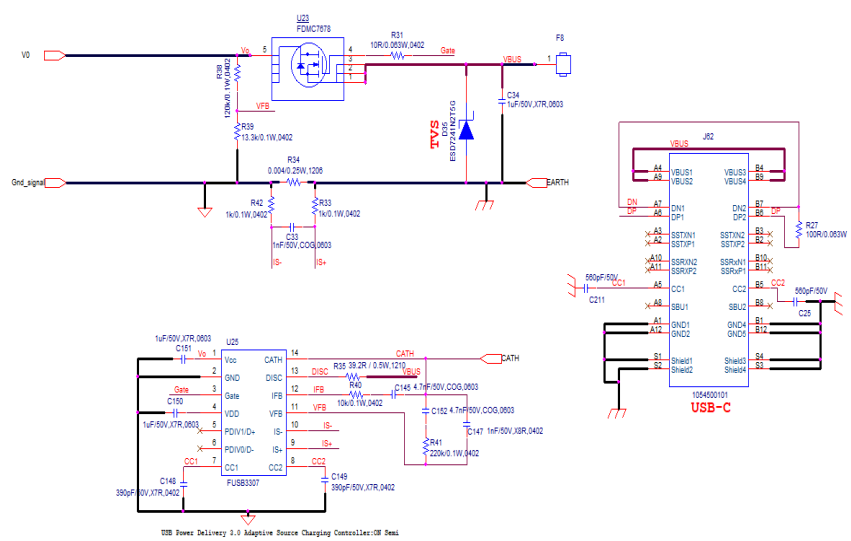 U23
FDMC7678
V0
Vo
5
4
3
2
1
R31
10R/0.063W,0402
Gate
VBUS
F8
1
R38
120k/0.1W,0402
VFB
R39
13.3k/0.1W,0402
TVS
D35
ESD7241N2T5G
C34
1uF/50V,X7R,0603
R34
0.004/0.25W,1206
Gnd_signal
EARTH
R42
1k/0.1W,0402
R33
1k/0.1W,0402
C33
1nF/50V,COG,0603
IS-
IS+
J62
VBUS
A4
A9
VBUS1
VBUS2
VBUS3
VBUS4
B4
B9
DN
DP
A7
A6
DN1
DP1
DN2
DP2
B7
B6
DP
R27
100R/0.063W
A3
A2
SSTXN1
SSTXP1
SSTXN2
SSTXP2
B3
B2
A10
A11
SSRXN2
SSRXP2
SSRxN1
SSRxP1
B10
B11
560pF/50V
CC1
C211
A5
CC1
CC2
B5
CC2
560pF/50V
C25
A8
SBU1
SBU2
B8
A1
A12
GND1
GND2
GND4
GND5
B1
B12
S1
S2
Shield1
Shield2
Shield3
Shield4
S4
S3
1054500101
USB-C
1uF/50V,X7R,0603
C151
Vo
U25
1
Vcc
CATH
14
CATH
CATH
2
GND
DISC
13
DISC
R35
39.2R / 0.5W,1210
VBUS
Gate
3
Gate
IFB
12
IFB
R40
10k/0.1W,0402
C145
4.7nF/50V,COG,0603
C150
1uF/50V,X7R,0603
4
VDD
VFB
11
VFB
C152
4.7nF/50V,COG,0603
C147
1nF/50V,X8R,0402
5
PDIV1/D+
IS-
10
IS-
6
PDIV0/D-
IS+
9
IS+
R41
220k/0.1W,0402
CC1
7
CC1
CC2
8
CC2
C148
390pF/50V,X7R,0402
FUSB3307
C149
390pF/50V,X7R,0402
USB Power Delivery 3.0 Adaptive Source Charging Controller:ON Semi